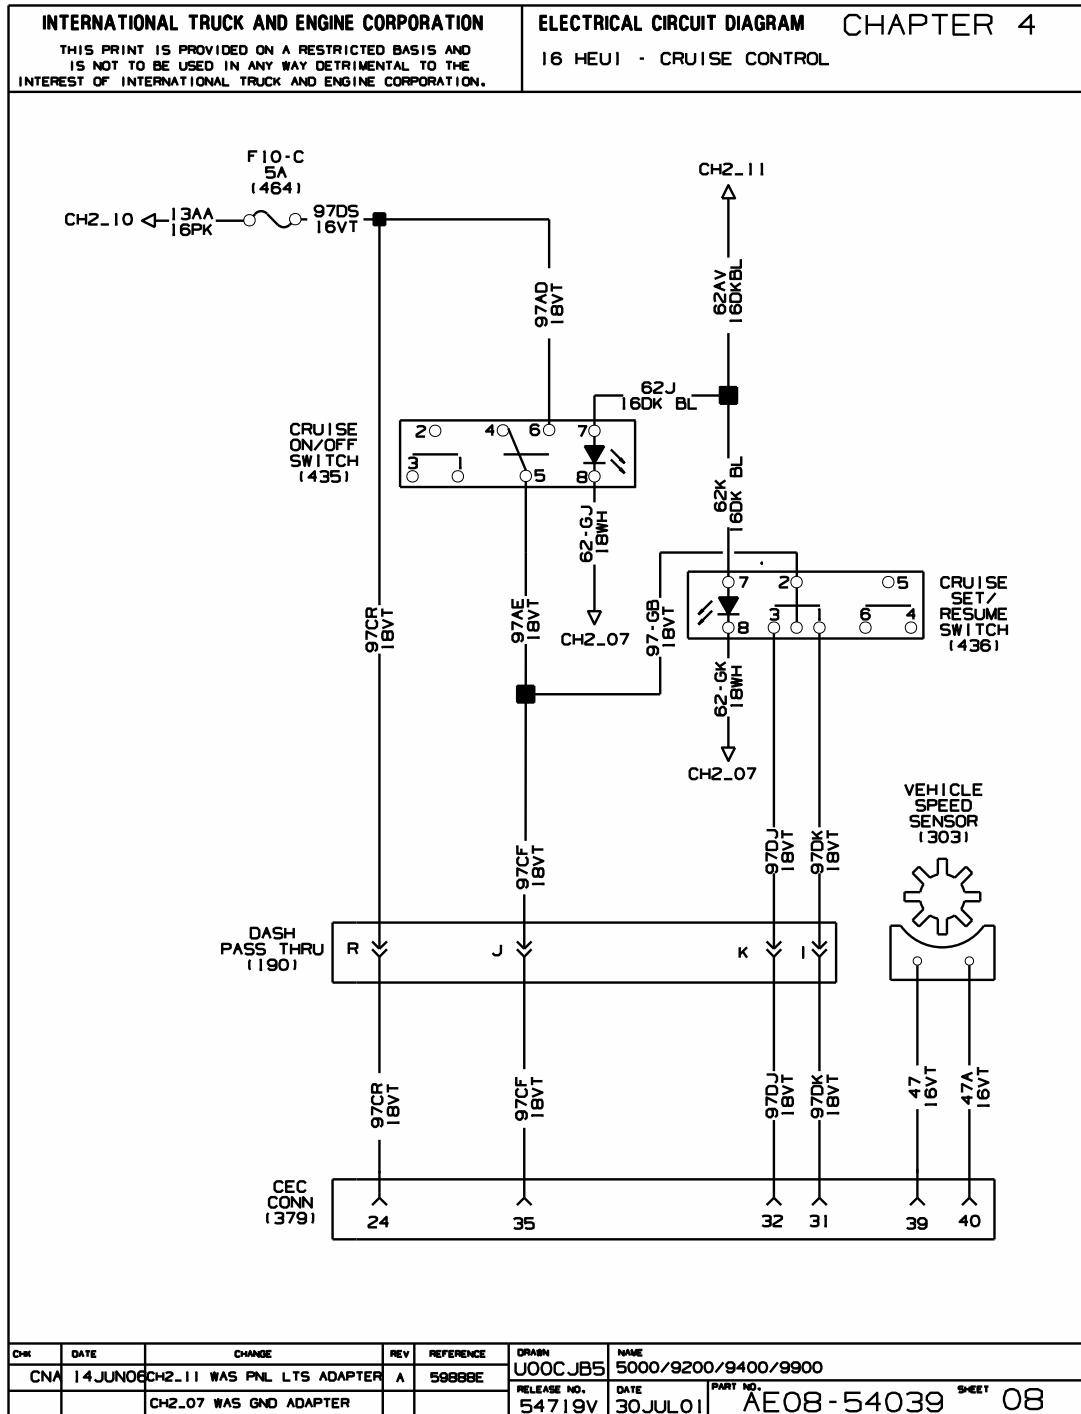 INTERNATIONAL TRUCK AND ENGINE CORPORATION
THIS PRINT IS PROVIDED ON A RESTRICTED BASIS AND
IS NOT TO BE USED IN ANY WAY DETRIMENTAL TO THE
INTEREST OF INTERNATIONAL TRUCK AND ENGINE CORPORATION.
ELECTRICAL CIRCUIT DIAGRAM CHAPTER 4
16 HEUI - CRUISE CONTROL
F10-C
5A
(464)
CH2_10
13AA
16PK
97DS
16VT
CH2_11
97AD
18VT
62AV
16DKBL
62J
16DK BL
CRUISE
ON/OFF
SWITCH
(435)
2 4 6 7
3 1 5 8
62-GJ
18WH
CH2_07
62K
16DK BL
97CR
18VT
97AE
18VT
97-GB
18VT
7 2 5
8 3 1 6 4
CRUISE
SET/
RESUME
SWITCH
(436)
62-GK
18WH
CH2_07
VEHICLE
SPEED
SENSOR
(303)
97CF
18VT
97DJ
18VT
97DK
18VT
DASH
PASS THRU
(190)
R J K I
97CR
18VT
97CF
18VT
97DJ
18VT
97DK
18VT
47
16VT
47A
16VT
CEC
CONN
(379)
24 35 32 31 39 40
CHK DATE CHANGE REV REFERENCE
CNA 14JUN06 CH2_11 WAS PNL LTS ADAPTER A 59888E
CH2_07 WAS GND ADAPTER
DRAWN
U00CJB5
NAME
5000/9200/9400/9900
RELEASE NO.
54719V
DATE
30JUL01
PART NO.
AE08-54039
SHEET 08